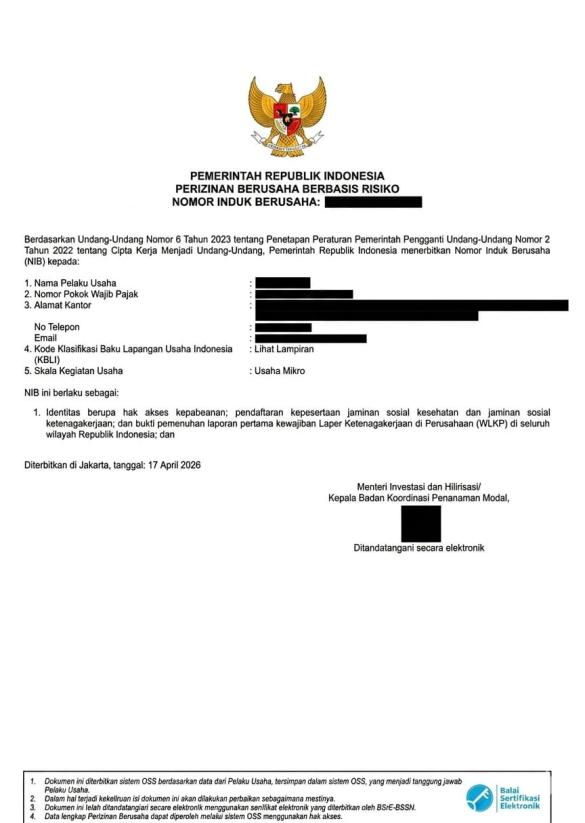 PEMERINTAH REPUBLIK INDONESIA
PERIZINAN BERUSAHA BERBASIS RISIKO
NOMOR INDUK BERUSAHA:
Berdasarkan Undang-Undang Nomor 6 Tahun 2023 tentang Penetapan Peraturan Pemerintah Pengganti Undang-Undang Nomor 2
Tahun 2022 tentang Cipta Kerja Menjadi Undang-Undang, Pemerintah Republik Indonesia menerbitkan Nomor Induk Berusaha
(NIB) kepada:
1. Nama Pelaku Usaha :
2. Nomor Pokok Wajib Pajak :
3. Alamat Kantor :
No Telepon :
Email :
4. Kode Klasifikasi Baku Lapangan Usaha Indonesia : Lihat Lampiran
(KBLI)
5. Skala Kegiatan Usaha : Usaha Mikro
NIB ini berlaku sebagai:
1. Identitas berupa hak akses kepabeanan; pendaftaran kepesertaan jaminan sosial kesehatan dan jaminan sosial
ketenagakerjaan; dan bukti pemenuhan laporan pertama kewajiban Laper Ketenagakerjaan di Perusahaan (WLKP) di seluruh
wilayah Republik Indonesia; dan
Diterbitkan di Jakarta, tanggal: 17 April 2026
Menteri Investasi dan Hilirisasi/
Kepala Badan Koordinasi Penanaman Modal,
Ditandatangani secara elektronik
1. Dokumen ini diterbitkan sistem OSS berdasarkan data dari Pelaku Usaha, tersimpan dalam sistem OSS, yang menjadi tanggung jawab
Pelaku Usaha.
2. Dalam hal terjadi kekeliruan isi dokumen ini akan dilakukan perbaikan sebagaimana mestinya.
3. Dokumen ini telah ditandatangani secare elektronik menggunakan senifikat elektronik yang diterbitkan oleh BSrE-BSSN.
4. Data lengkap Perizinan Berusaha dapat diperoleh melalui sistem OSS menggunakan hak akses.
Balai
Sertifikasi
Elektronik